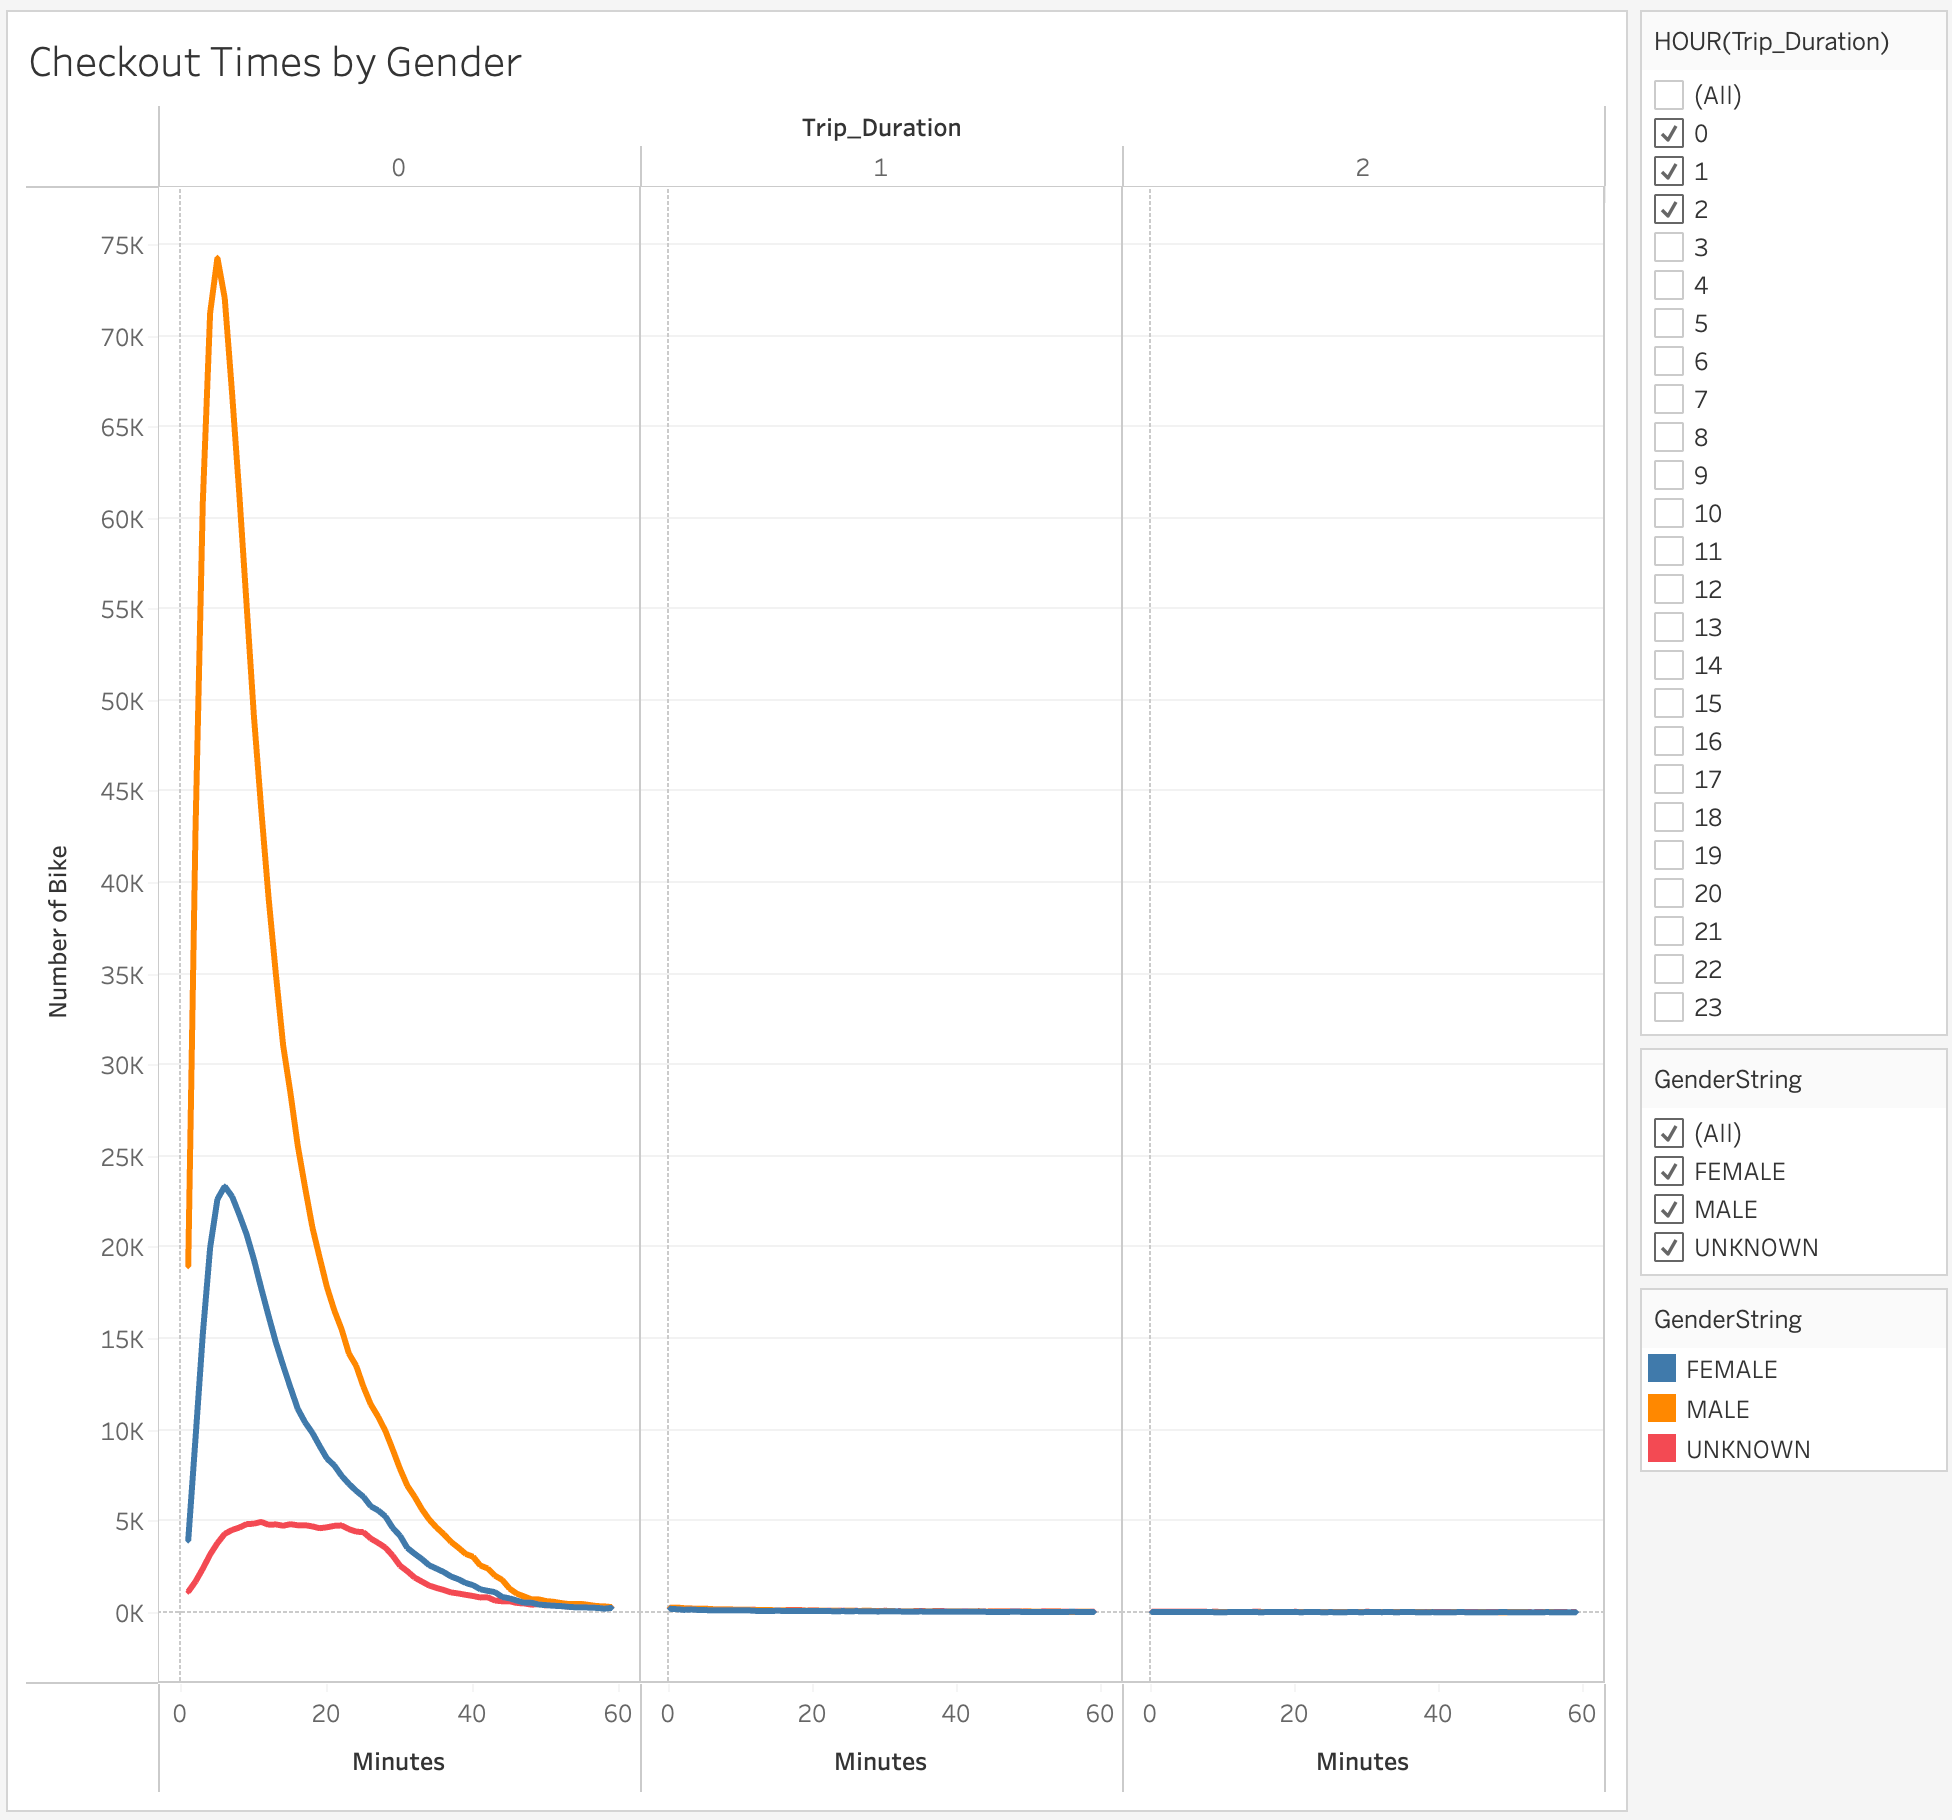 Checkout Times by Gender
Trip_Duration
0 1 2
75K
70K
65K
60K
55K
50K
45K
40K
35K
30K
25K
20K
15K
10K
5K
0K
Number of Bike
0 20 40 60 0 20 40 60 0 20 40 60
Minutes Minutes Minutes
HOUR(Trip_Duration)
(All)
0
1
2
3
4
5
6
7
8
9
10
11
12
13
14
15
16
17
18
19
20
21
22
23
GenderString
(All)
FEMALE
MALE
UNKNOWN
GenderString
FEMALE
MALE
UNKNOWN